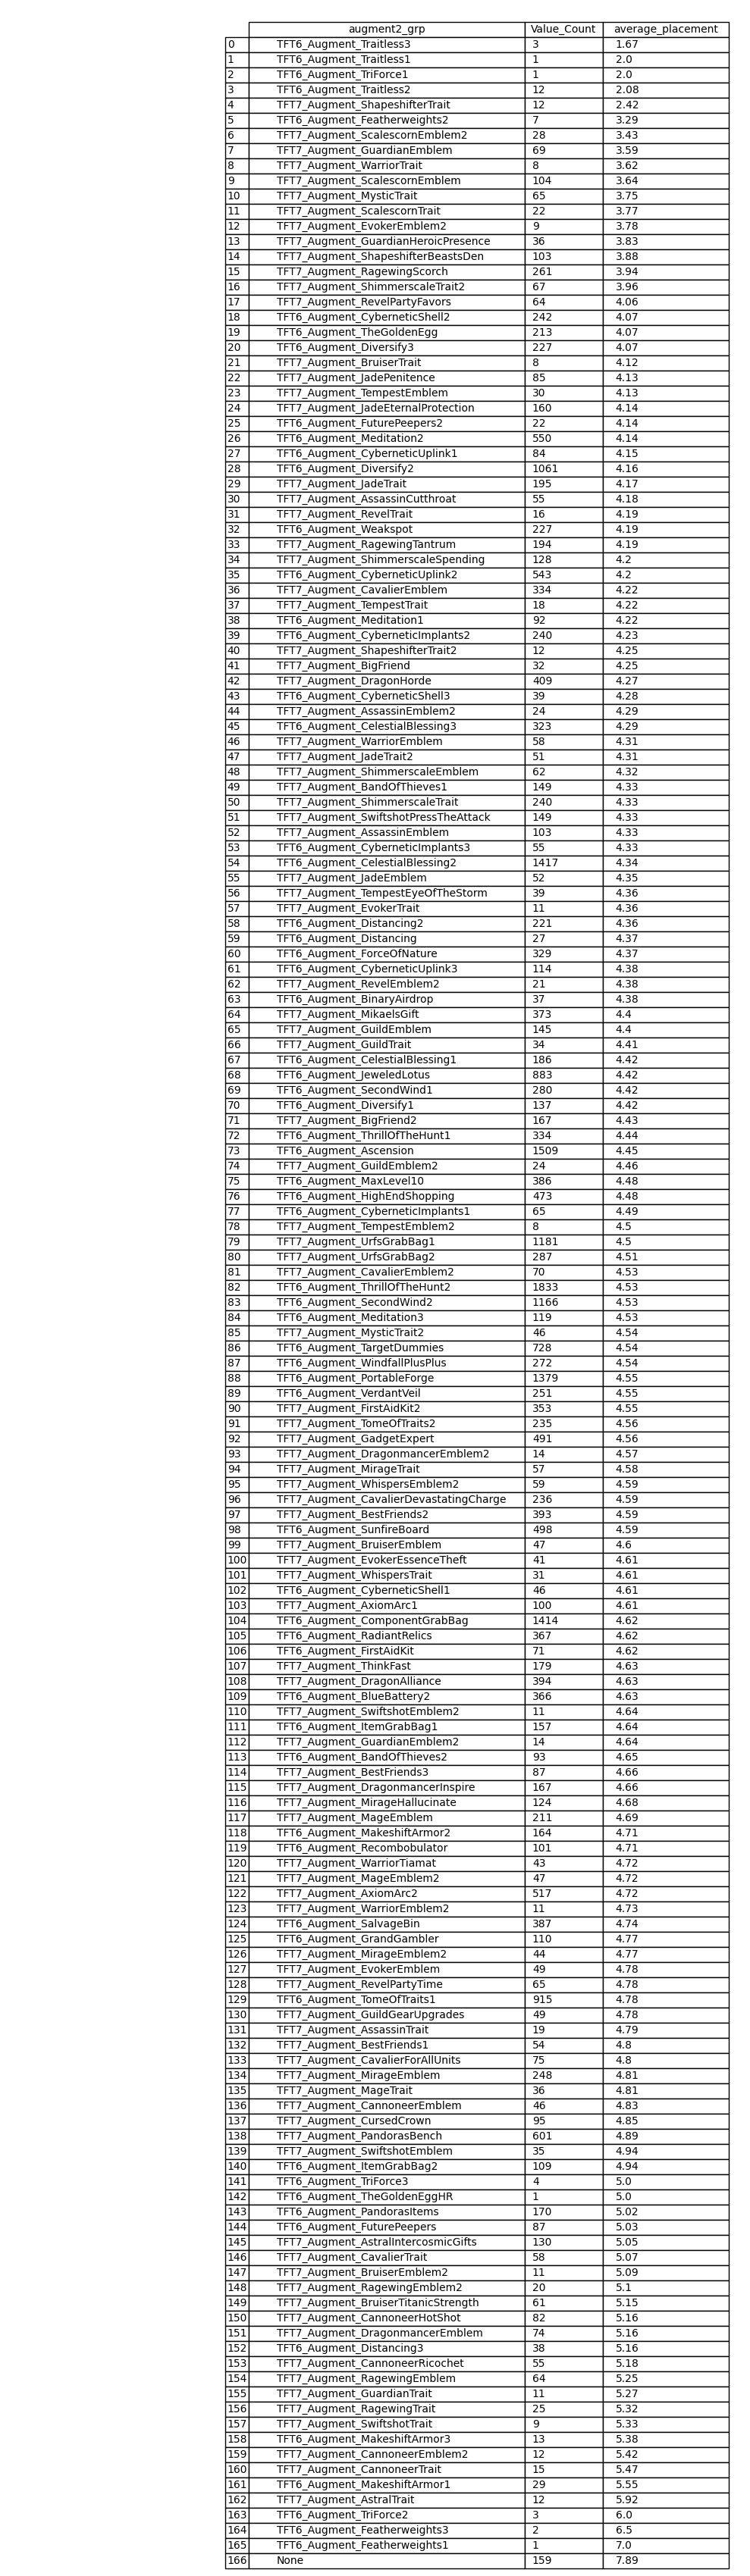 augment2_grp Value_Count average_placement
0 TFT6_Augment_Traitless3 3 1.67
1 TFT6_Augment_Traitless1 1 2.0
2 TFT6_Augment_TriForce1 1 2.0
3 TFT6_Augment_Traitless2 12 2.08
4 TFT7_Augment_ShapeshifterTrait 12 2.42
5 TFT6_Augment_Featherweights2 7 3.29
6 TFT7_Augment_ScalescornEmblem2 28 3.43
7 TFT7_Augment_GuardianEmblem 69 3.59
8 TFT7_Augment_WarriorTrait 8 3.62
9 TFT7_Augment_ScalescornEmblem 104 3.64
10 TFT7_Augment_MysticTrait 65 3.75
11 TFT7_Augment_ScalescornTrait 22 3.77
12 TFT7_Augment_EvokerEmblem2 9 3.78
13 TFT7_Augment_GuardianHeroicPresence 36 3.83
14 TFT7_Augment_ShapeshifterBeastsDen 103 3.88
15 TFT7_Augment_RagewingScorch 261 3.94
16 TFT7_Augment_ShimmerscaleTrait2 67 3.96
17 TFT7_Augment_RevelPartyFavors 64 4.06
18 TFT6_Augment_CyberneticShell2 242 4.07
19 TFT6_Augment_TheGoldenEgg 213 4.07
20 TFT6_Augment_Diversify3 227 4.07
21 TFT7_Augment_BruiserTrait 8 4.12
22 TFT7_Augment_JadePenitence 85 4.13
23 TFT7_Augment_TempestEmblem 30 4.13
24 TFT7_Augment_JadeEternalProtection 160 4.14
25 TFT6_Augment_FuturePeepers2 22 4.14
26 TFT6_Augment_Meditation2 550 4.14
27 TFT6_Augment_CyberneticUplink1 84 4.15
28 TFT6_Augment_Diversify2 1061 4.16
29 TFT7_Augment_JadeTrait 195 4.17
30 TFT7_Augment_AssassinCutthroat 55 4.18
31 TFT7_Augment_RevelTrait 16 4.19
32 TFT6_Augment_Weakspot 227 4.19
33 TFT7_Augment_RagewingTantrum 194 4.19
34 TFT7_Augment_ShimmerscaleSpending 128 4.2
35 TFT6_Augment_CyberneticUplink2 543 4.2
36 TFT7_Augment_CavalierEmblem 334 4.22
37 TFT7_Augment_TempestTrait 18 4.22
38 TFT6_Augment_Meditation1 92 4.22
39 TFT6_Augment_CyberneticImplants2 240 4.23
40 TFT7_Augment_ShapeshifterTrait2 12 4.25
41 TFT7_Augment_BigFriend 32 4.25
42 TFT7_Augment_DragonHorde 409 4.27
43 TFT6_Augment_CyberneticShell3 39 4.28
44 TFT7_Augment_AssassinEmblem2 24 4.29
45 TFT6_Augment_CelestialBlessing3 323 4.29
46 TFT7_Augment_WarriorEmblem 58 4.31
47 TFT7_Augment_JadeTrait2 51 4.31
48 TFT7_Augment_ShimmerscaleEmblem 62 4.32
49 TFT7_Augment_BandOfThieves1 149 4.33
50 TFT7_Augment_ShimmerscaleTrait 240 4.33
51 TFT7_Augment_SwiftshotPressTheAttack 149 4.33
52 TFT7_Augment_AssassinEmblem 103 4.33
53 TFT6_Augment_CyberneticImplants3 55 4.33
54 TFT6_Augment_CelestialBlessing2 1417 4.34
55 TFT7_Augment_JadeEmblem 52 4.35
56 TFT7_Augment_TempestEyeOfTheStorm 39 4.36
57 TFT7_Augment_EvokerTrait 11 4.36
58 TFT6_Augment_Distancing2 221 4.36
59 TFT6_Augment_Distancing 27 4.37
60 TFT6_Augment_ForceOfNature 329 4.37
61 TFT6_Augment_CyberneticUplink3 114 4.38
62 TFT7_Augment_RevelEmblem2 21 4.38
63 TFT6_Augment_BinaryAirdrop 37 4.38
64 TFT7_Augment_MikaelsGift 373 4.4
65 TFT7_Augment_GuildEmblem 145 4.4
66 TFT7_Augment_GuildTrait 34 4.41
67 TFT6_Augment_CelestialBlessing1 186 4.42
68 TFT6_Augment_JeweledLotus 883 4.42
69 TFT6_Augment_SecondWind1 280 4.42
70 TFT6_Augment_Diversify1 137 4.42
71 TFT7_Augment_BigFriend2 167 4.43
72 TFT6_Augment_ThrillOfTheHunt1 334 4.44
73 TFT6_Augment_Ascension 1509 4.45
74 TFT7_Augment_GuildEmblem2 24 4.46
75 TFT6_Augment_MaxLevel10 386 4.48
76 TFT6_Augment_HighEndShopping 473 4.48
77 TFT6_Augment_CyberneticImplants1 65 4.49
78 TFT7_Augment_TempestEmblem2 8 4.5
79 TFT7_Augment_UrfsGrabBag1 1181 4.5
80 TFT7_Augment_UrfsGrabBag2 287 4.51
81 TFT7_Augment_CavalierEmblem2 70 4.53
82 TFT6_Augment_ThrillOfTheHunt2 1833 4.53
83 TFT6_Augment_SecondWind2 1166 4.53
84 TFT6_Augment_Meditation3 119 4.53
85 TFT7_Augment_MysticTrait2 46 4.54
86 TFT6_Augment_TargetDummies 728 4.54
87 TFT6_Augment_WindfallPlusPlus 272 4.54
88 TFT6_Augment_PortableForge 1379 4.55
89 TFT6_Augment_VerdantVeil 251 4.55
90 TFT7_Augment_FirstAidKit2 353 4.55
91 TFT7_Augment_TomeOfTraits2 235 4.56
92 TFT7_Augment_GadgetExpert 491 4.56
93 TFT7_Augment_DragonmancerEmblem2 14 4.57
94 TFT7_Augment_MirageTrait 57 4.58
95 TFT7_Augment_WhispersEmblem2 59 4.59
96 TFT7_Augment_CavalierDevastatingCharge 236 4.59
97 TFT7_Augment_BestFriends2 393 4.59
98 TFT6_Augment_SunfireBoard 498 4.59
99 TFT7_Augment_BruiserEmblem 47 4.6
100 TFT7_Augment_EvokerEssenceTheft 41 4.61
101 TFT7_Augment_WhispersTrait 31 4.61
102 TFT6_Augment_CyberneticShell1 46 4.61
103 TFT7_Augment_AxiomArc1 100 4.61
104 TFT6_Augment_ComponentGrabBag 1414 4.62
105 TFT6_Augment_RadiantRelics 367 4.62
106 TFT6_Augment_FirstAidKit 71 4.62
107 TFT7_Augment_ThinkFast 179 4.63
108 TFT7_Augment_DragonAlliance 394 4.63
109 TFT6_Augment_BlueBattery2 366 4.63
110 TFT7_Augment_SwiftshotEmblem2 11 4.64
111 TFT6_Augment_ItemGrabBag1 157 4.64
112 TFT7_Augment_GuardianEmblem2 14 4.64
113 TFT6_Augment_BandOfThieves2 93 4.65
114 TFT7_Augment_BestFriends3 87 4.66
115 TFT7_Augment_DragonmancerInspire 167 4.66
116 TFT7_Augment_MirageHallucinate 124 4.68
117 TFT7_Augment_MageEmblem 211 4.69
118 TFT6_Augment_MakeshiftArmor2 164 4.71
119 TFT6_Augment_Recombobulator 101 4.71
120 TFT7_Augment_WarriorTiamat 43 4.72
121 TFT7_Augment_MageEmblem2 47 4.72
122 TFT7_Augment_AxiomArc2 517 4.72
123 TFT7_Augment_WarriorEmblem2 11 4.73
124 TFT6_Augment_SalvageBin 387 4.74
125 TFT6_Augment_GrandGambler 110 4.77
126 TFT7_Augment_MirageEmblem2 44 4.77
127 TFT7_Augment_EvokerEmblem 49 4.78
128 TFT7_Augment_RevelPartyTime 65 4.78
129 TFT6_Augment_TomeOfTraits1 915 4.78
130 TFT7_Augment_GuildGearUpgrades 49 4.78
131 TFT7_Augment_AssassinTrait 19 4.79
132 TFT7_Augment_BestFriends1 54 4.8
133 TFT7_Augment_CavalierForAllUnits 75 4.8
134 TFT7_Augment_MirageEmblem 248 4.81
135 TFT7_Augment_MageTrait 36 4.81
136 TFT7_Augment_CannoneerEmblem 46 4.83
137 TFT7_Augment_CursedCrown 95 4.85
138 TFT7_Augment_PandorasBench 601 4.89
139 TFT7_Augment_SwiftshotEmblem 35 4.94
140 TFT6_Augment_ItemGrabBag2 109 4.94
141 TFT6_Augment_TriForce3 4 5.0
142 TFT6_Augment_TheGoldenEggHR 1 5.0
143 TFT6_Augment_PandorasItems 170 5.02
144 TFT6_Augment_FuturePeepers 87 5.03
145 TFT7_Augment_AstralIntercosmicGifts 130 5.05
146 TFT7_Augment_CavalierTrait 58 5.07
147 TFT7_Augment_BruiserEmblem2 11 5.09
148 TFT7_Augment_RagewingEmblem2 20 5.1
149 TFT7_Augment_BruiserTitanicStrength 61 5.15
150 TFT7_Augment_CannoneerHotShot 82 5.16
151 TFT7_Augment_DragonmancerEmblem 74 5.16
152 TFT6_Augment_Distancing3 38 5.16
153 TFT7_Augment_CannoneerRicochet 55 5.18
154 TFT7_Augment_RagewingEmblem 64 5.25
155 TFT7_Augment_GuardianTrait 11 5.27
156 TFT7_Augment_RagewingTrait 25 5.32
157 TFT7_Augment_SwiftshotTrait 9 5.33
158 TFT6_Augment_MakeshiftArmor3 13 5.38
159 TFT7_Augment_CannoneerEmblem2 12 5.42
160 TFT7_Augment_CannoneerTrait 15 5.47
161 TFT6_Augment_MakeshiftArmor1 29 5.55
162 TFT7_Augment_AstralTrait 12 5.92
163 TFT6_Augment_TriForce2 3 6.0
164 TFT6_Augment_Featherweights3 2 6.5
165 TFT6_Augment_Featherweights1 1 7.0
166 None 159 7.89